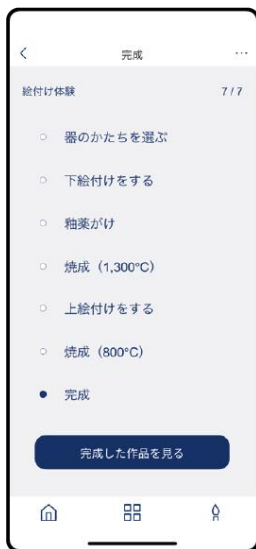 完成
絵付け体験 7/7
器のかたちを選ぶ
下絵付けをする
釉薬がけ
焼成（1,300°C）
上絵付けをする
焼成（800°C）
完成
完成した作品を見る